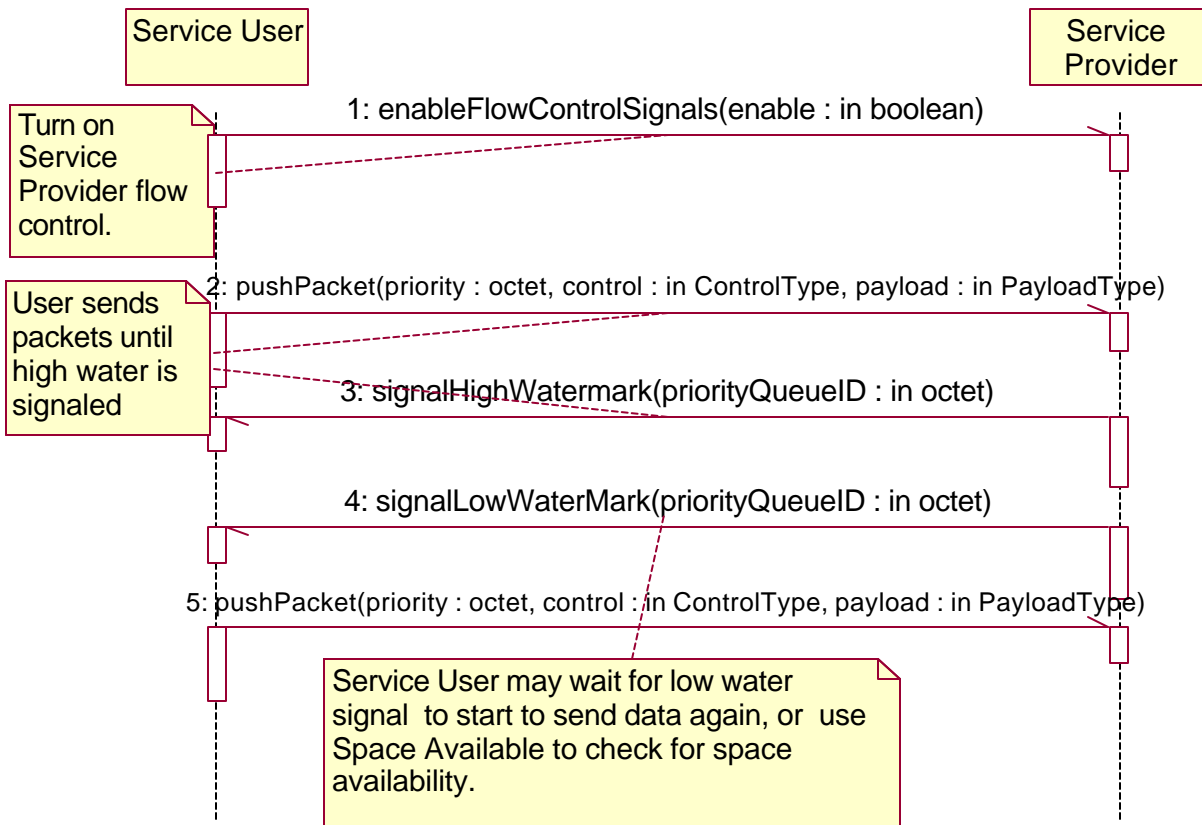 Service User
Service
Provider
1: enableFlowControlSignals(enable : in boolean)
Turn on
Service
Provider flow
control.
2: pushPacket(priority : octet, control : in ControlType, payload : in PayloadType)
User sends
packets until
high water is
signaled
3: signalHighWatermark(priorityQueueID : in octet)
4: signalLowWaterMark(priorityQueueID : in octet)
5: pushPacket(priority : octet, control : in ControlType, payload : in PayloadType)
Service User may wait for low water
signal to start to send data again, or use
Space Available to check for space
availability.